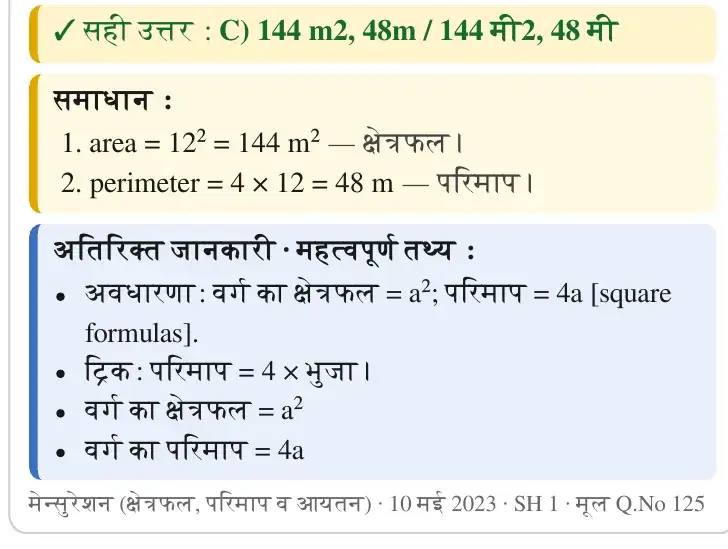 ✓ सही उत्तर : C) 144 m2, 48m / 144 मी2, 48 मी
समाधान :
1. area = 12² = 144 m² — क्षेत्रफल।
2. perimeter = 4 × 12 = 48 m — परिमाप।
अतिरिक्त जानकारी · महत्वपूर्ण तथ्य :
• अवधारणा : वर्ग का क्षेत्रफल = a²; परिमाप = 4a [square
formulas].
• ट्रिक : परिमाप = 4 × भुजा।
• वर्ग का क्षेत्रफल = a²
• वर्ग का परिमाप = 4a
मेन्सुरेशन (क्षेत्रफल, परिमाप व आयतन) · 10 मई 2023 · SH 1 · मूल Q.No 125